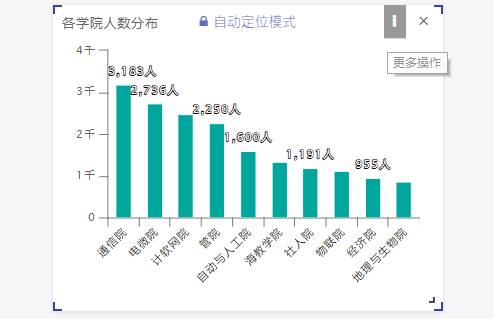 各学院人数分布
自动定位模式
更多操作
4千
3千
2千
1千
0
3,183人
2,736人
2,250人
1,600人
1,191人
955人
通信院
电微院
计软网院
管院
自动与人工院
海教学院
社人院
物联院
经济院
地理与生物院